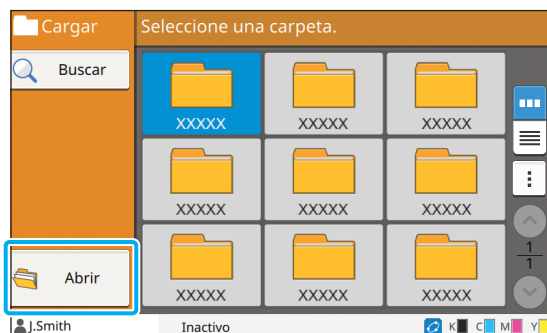 Cargar
Seleccione una carpeta.
Buscar
XXXXX XXXXX XXXXX
XXXXX XXXXX XXXXX
XXXXX XXXXX XXXXX
1
1
Abrir
J.Smith
Inactivo
K C M Y